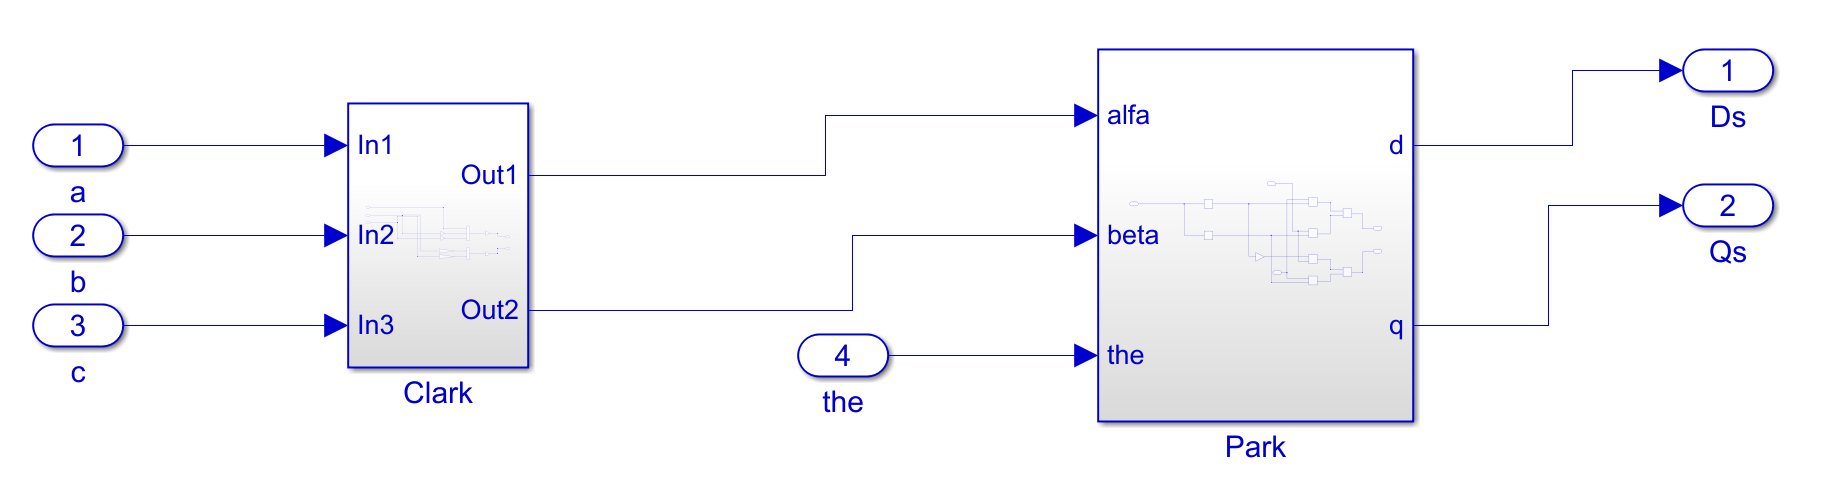 1
a
2
b
3
c
In1
In2
In3
Out1
Out2
Clark
4
the
alfa
beta
the
d
q
Park
1
Ds
2
Qs